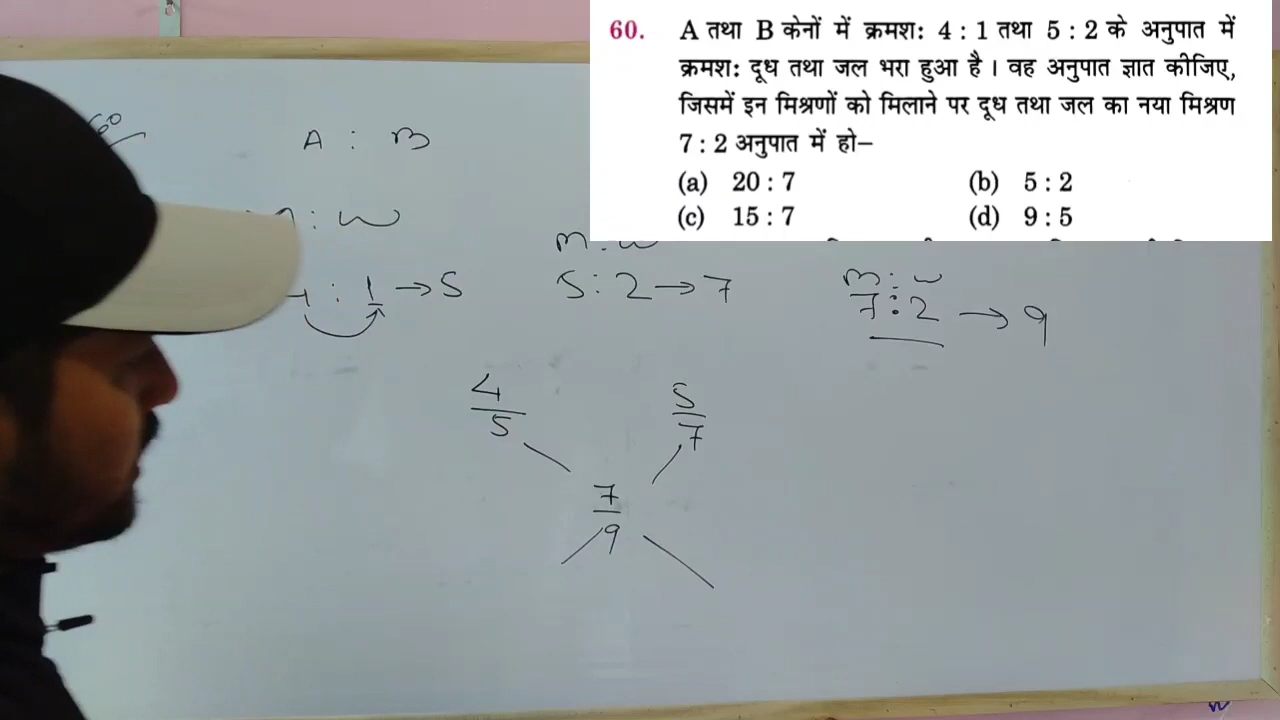 60. A तथा B केनों में क्रमशः 4 : 1 तथा 5 : 2 के अनुपात में
क्रमशः दूध तथा जल भरा हुआ है । वह अनुपात ज्ञात कीजिए,
जिसमें इन मिश्रणों को मिलाने पर दूध तथा जल का नया मिश्रण
7 : 2 अनुपात में हो–
(a) 20 : 7 (b) 5 : 2
(c) 15 : 7 (d) 9 : 5
60
A : B
: W
: 1 → 5
5 : 2 → 7
m : w
7 : 2 → 9
4/5 5/7
7/9